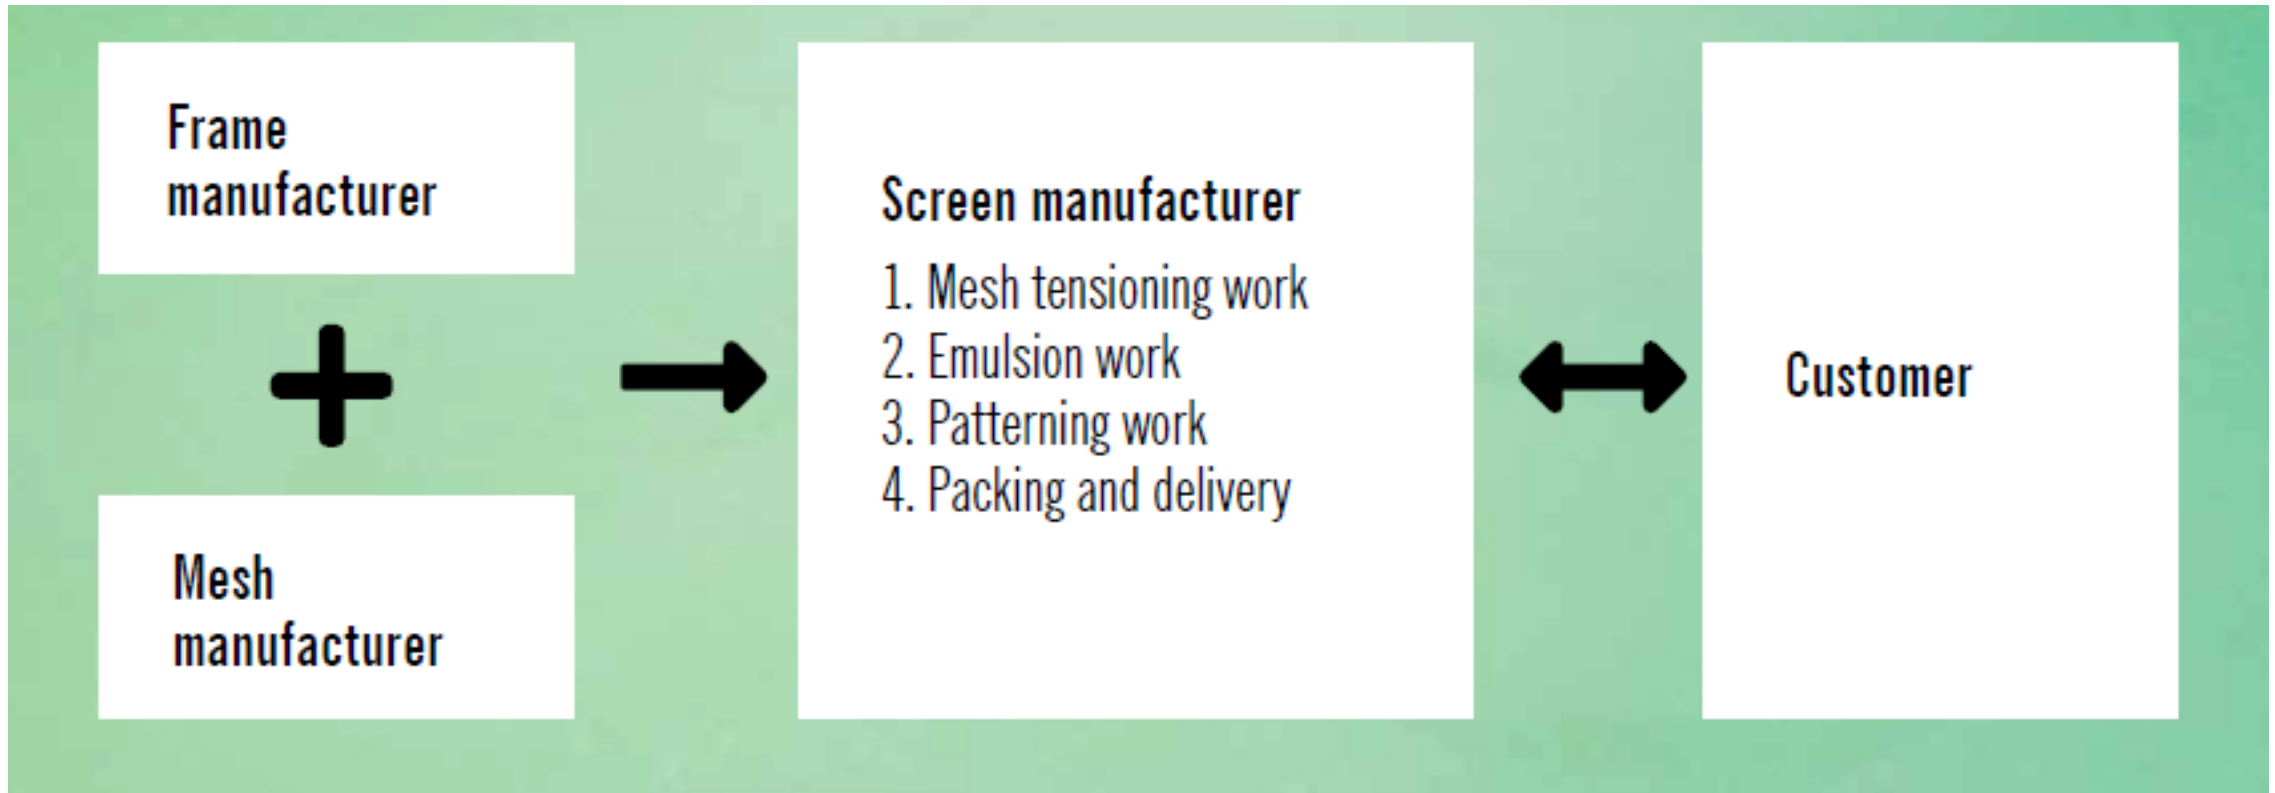 Frame
manufacturer
Mesh
manufacturer
Screen manufacturer
1. Mesh tensioning work
2. Emulsion work
3. Patterning work
4. Packing and delivery
Customer